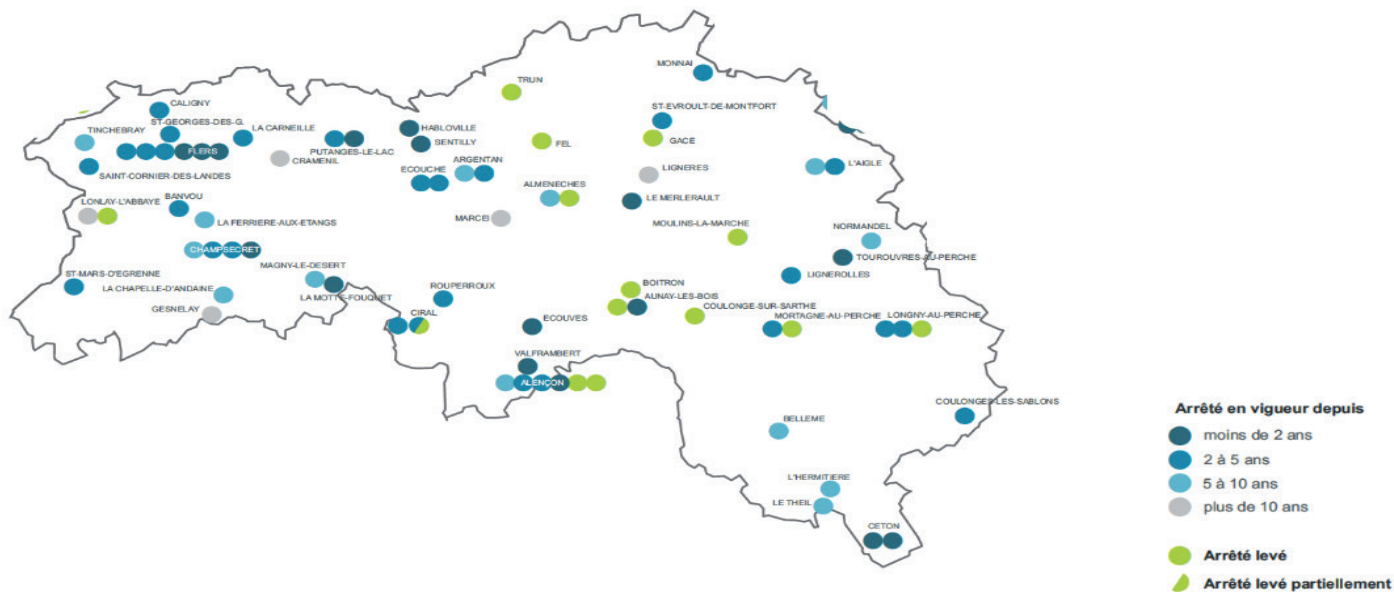 MONNAI
TRUN
CALIGNY
ST-EVROULT-DE-MONTFORT
ST-GEORGES-DES-G.
TINCHEBRAY
LA CARNEILLE
HABLOVILLE
SENTILLY
GACE
FEL
FLERS
PUTANGES-LE-LAC
CRAMENIL
ARGENTAN
LIGNERES
L'AIGLE
ECOUCHE
SAINT-CORNIER-DES-LANDES
ALMENECHES
LE MERLERAULT
BANVOU
LONLAY-L'ABBAYE
LA FERRIERE-AUX-ETANGS
MARCEI
MOULINS-LA-MARCHE
NORMANDEL
CHAMPSECRET
TOUROUVRES-AU-PERCHE
MAGNY-LE-DESERT
ST-MARS-D'EGRENNE
LIGNEROLLES
LA CHAPELLE-D'ANDAINE
ROUPERROUX
BOITRON
LA MOTTE-FOUQUET
AUNAY-LES-BOIS
GESNELAY
COULONGE-SUR-SARTHE
CIRAL
ECOUVES
MORTAGNE-AU-PERCHE
LONGNY-AU-PERCHE
VALFRAMBERT
ALENÇON
COULONGES-LES-SABLONS
BELLEME
L'HERMITIERE
LE THEIL
CETON
Arrêté en vigueur depuis
moins de 2 ans
2 à 5 ans
5 à 10 ans
plus de 10 ans
Arrêté levé
Arrêté levé partiellement